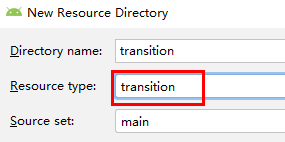 New Resource Directory
Directory name: transition
Resource type: transition
Source set: main